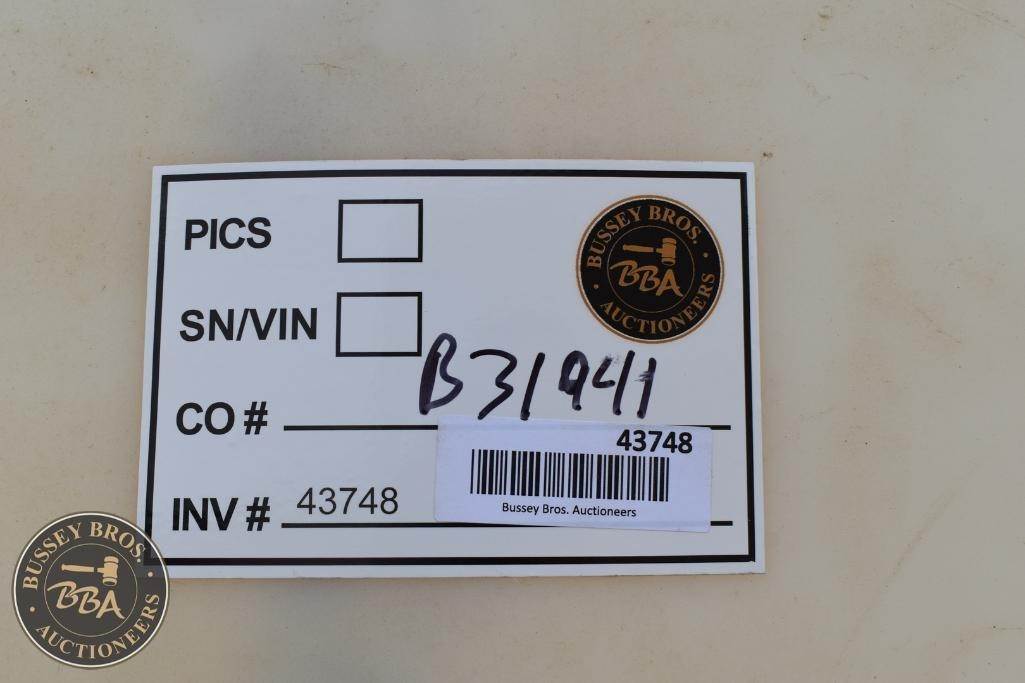 PICS
SN/VIN
BUSSEY BROS.
BBA
AUCTIONEERS
CO # B31941
43748
Bussey Bros. Auctioneers
INV # 43748
BUSSEY BROS.
BBA
AUCTIONEERS